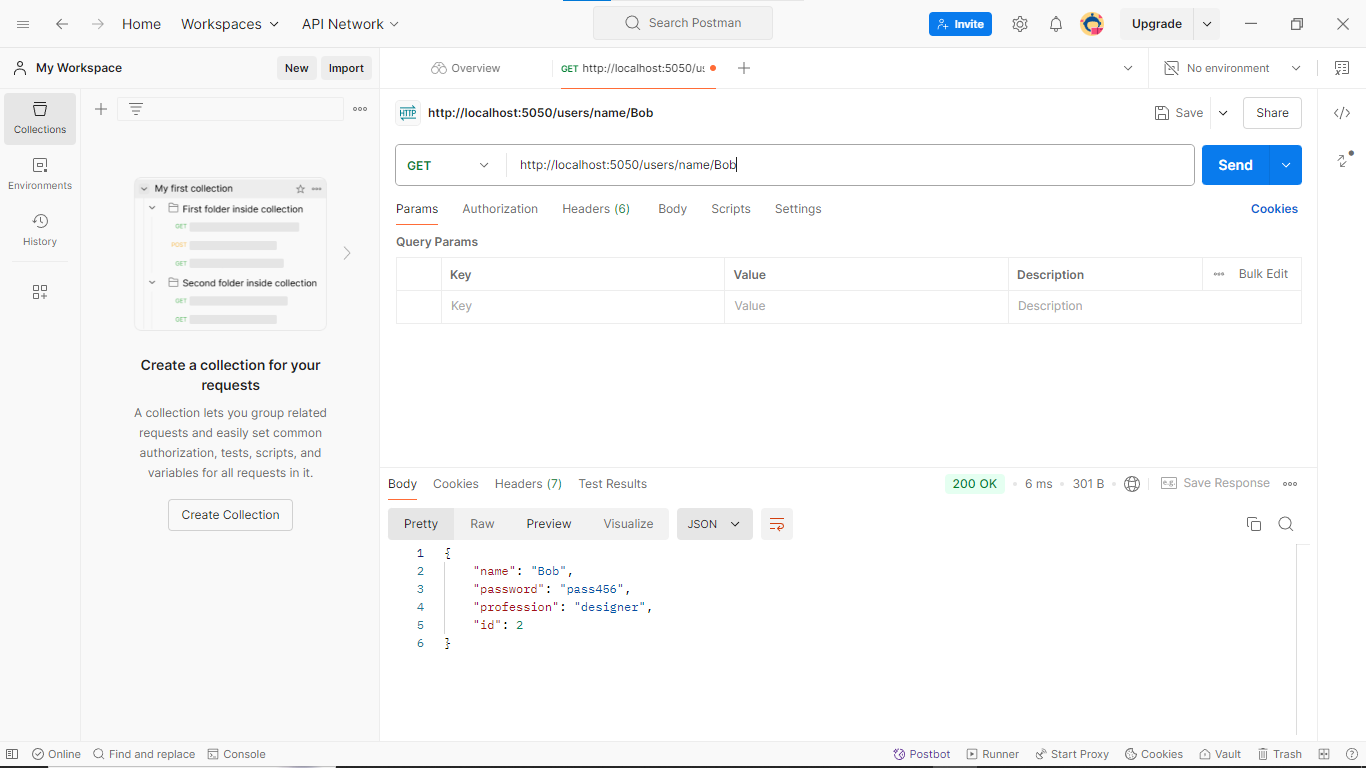 Home Workspaces API Network Search Postman Invite Upgrade
My Workspace New Import Overview GET http://localhost:5050/us No environment
Collections
Environments
History
My first collection
First folder inside collection
GET
POST
GET
Second folder inside collection
GET
GET
Create a collection for your
requests
A collection lets you group related
requests and easily set common
authorization, tests, scripts, and
variables for all requests in it.
Create Collection
HTTP http://localhost:5050/users/name/Bob Save Share
GET http://localhost:5050/users/name/Bob Send
Params Authorization Headers (6) Body Scripts Settings Cookies
Query Params
Key Value Description Bulk Edit
Key Value Description
Body Cookies Headers (7) Test Results 200 OK 6 ms 301 B e.g. Save Response
Pretty Raw Preview Visualize JSON
1 {
2 "name": "Bob",
3 "password": "pass456",
4 "profession": "designer",
5 "id": 2
6 }
Online Find and replace Console Postbot Runner Start Proxy Cookies Vault Trash